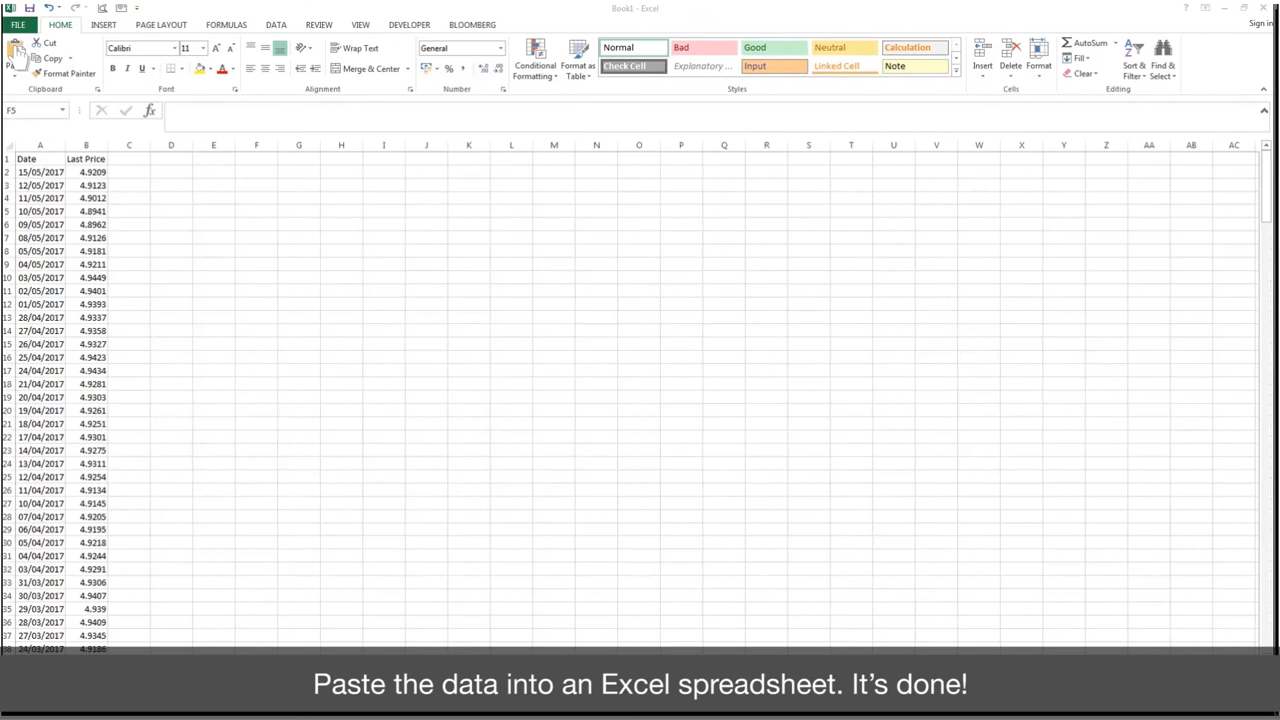 Book1 - Excel
Sign in
FILE HOME INSERT PAGE LAYOUT FORMULAS DATA REVIEW VIEW DEVELOPER BLOOMBERG
Cut
Copy
Format Painter
Clipboard
Calibri 11
B I U
Font
Wrap Text
Merge & Center
Alignment
General
%
Number
Conditional Formatting
Format as Table
Normal Bad Good Neutral Calculation
Check Cell Explanatory ... Input Linked Cell Note
Styles
Insert Delete Format
Cells
AutoSum
Fill
Clear
Sort & Filter
Find & Select
Editing
F5 fx
A B C D E F G H I J K L M N O P Q R S T U V W X Y Z AA AB AC
1 Date Last Price
2 15/05/2017 4.9209
3 12/05/2017 4.9123
4 11/05/2017 4.9012
5 10/05/2017 4.8941
6 09/05/2017 4.8962
7 08/05/2017 4.9126
8 05/05/2017 4.9181
9 04/05/2017 4.9211
10 03/05/2017 4.9449
11 02/05/2017 4.9401
12 01/05/2017 4.9393
13 28/04/2017 4.9337
14 27/04/2017 4.9358
15 26/04/2017 4.9327
16 25/04/2017 4.9423
17 24/04/2017 4.9434
18 21/04/2017 4.9281
19 20/04/2017 4.9303
20 19/04/2017 4.9261
21 18/04/2017 4.9251
22 17/04/2017 4.9301
23 14/04/2017 4.9275
24 13/04/2017 4.9311
25 12/04/2017 4.9254
26 11/04/2017 4.9134
27 10/04/2017 4.9145
28 07/04/2017 4.9205
29 06/04/2017 4.9195
30 05/04/2017 4.9218
31 04/04/2017 4.9244
32 03/04/2017 4.9291
33 31/03/2017 4.9306
34 30/03/2017 4.9407
35 29/03/2017 4.939
36 28/03/2017 4.9409
37 27/03/2017 4.9345
38 24/03/2017 4.9186
Paste the data into an Excel spreadsheet. It’s done!